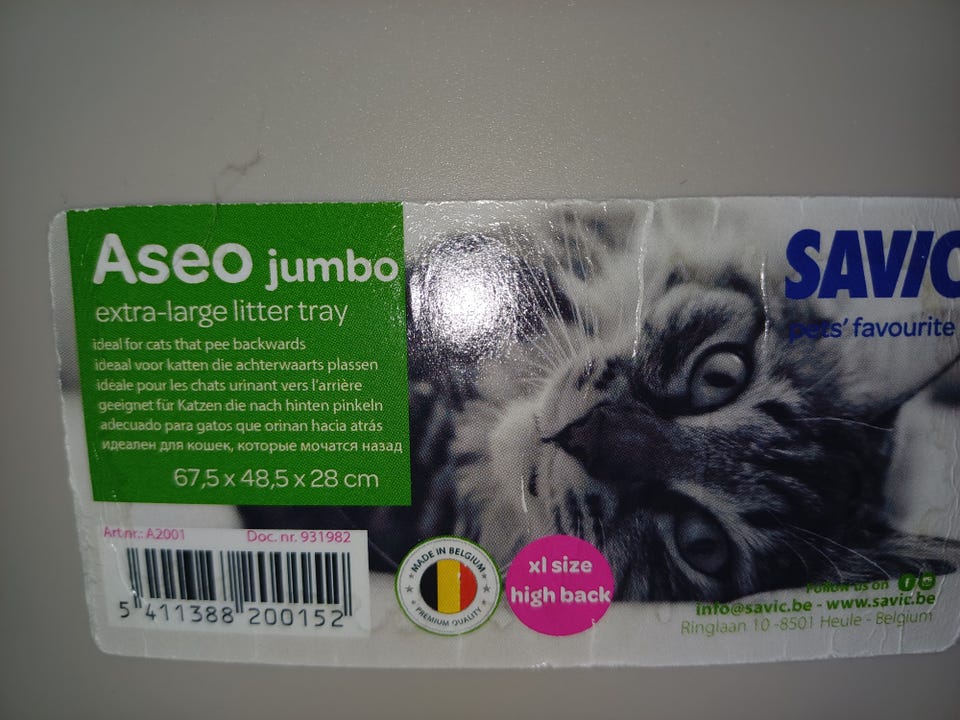 Aseo jumbo
extra-large litter tray
ideal for cats that pee backwards
ideaal voor katten die achterwaarts plassen
ideale pour les chats urinant vers l'arrière
geeignet für Katzen die nach hinten pinkeln
adecuado para gatos que orinan hacia atrás
идеален для кошек, которые мочатся назад
67,5 x 48,5 x 28 cm
SAVIC
pets' favourite
Art.nr.: A2001 Doc. nr. 931982
5 411388 200152
MADE IN BELGIUM
PREMIUM QUALITY
xl size
high back
Follow us on
info@savic.be - www.savic.be
Ringlaan 10 -8501 Heule - Belgium